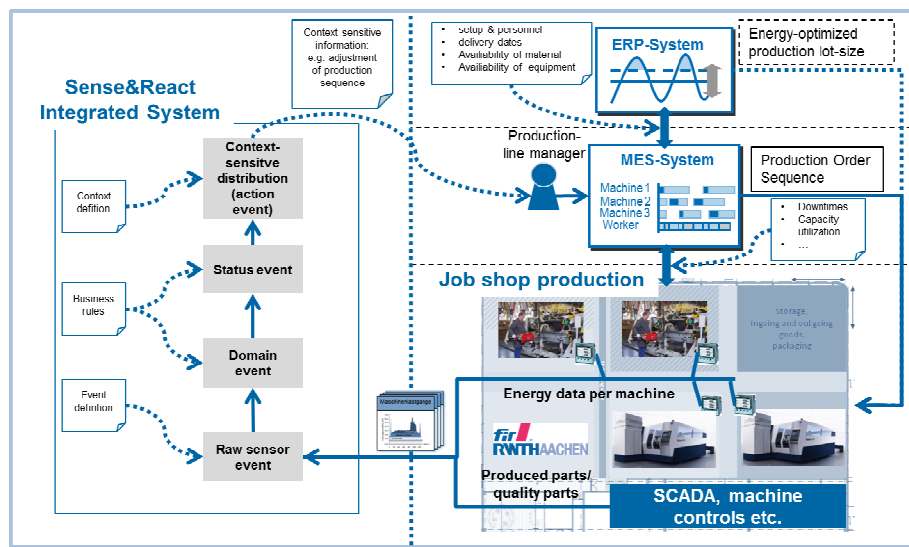 Sense&React
Integrated System
Context sensitive
information:
e.g. adjustment
of production
sequence
Context-
sensitve
distribution
(action
event)
Context
defition
Status event
Business
rules
Domain
event
Event
definition
Raw sensor
event
• setup & personnel
• delivery dates
• Availability of material
• Availiability of equipment
ERP-System
Energy-optimized
production lot-size
Production-
line manager
MES-System
Machine 1
Machine 2
Machine 3
Worker
Production Order
Sequence
• Downtimes
• Capacity
utilization
• …
Job shop production
storage,
ingoing and outgoing
goods,
packaging
Energy data per machine
Maschinenlastgänge
fir
RWTHAACHEN
Produced parts/
quality parts
SCADA, machine
controls etc.